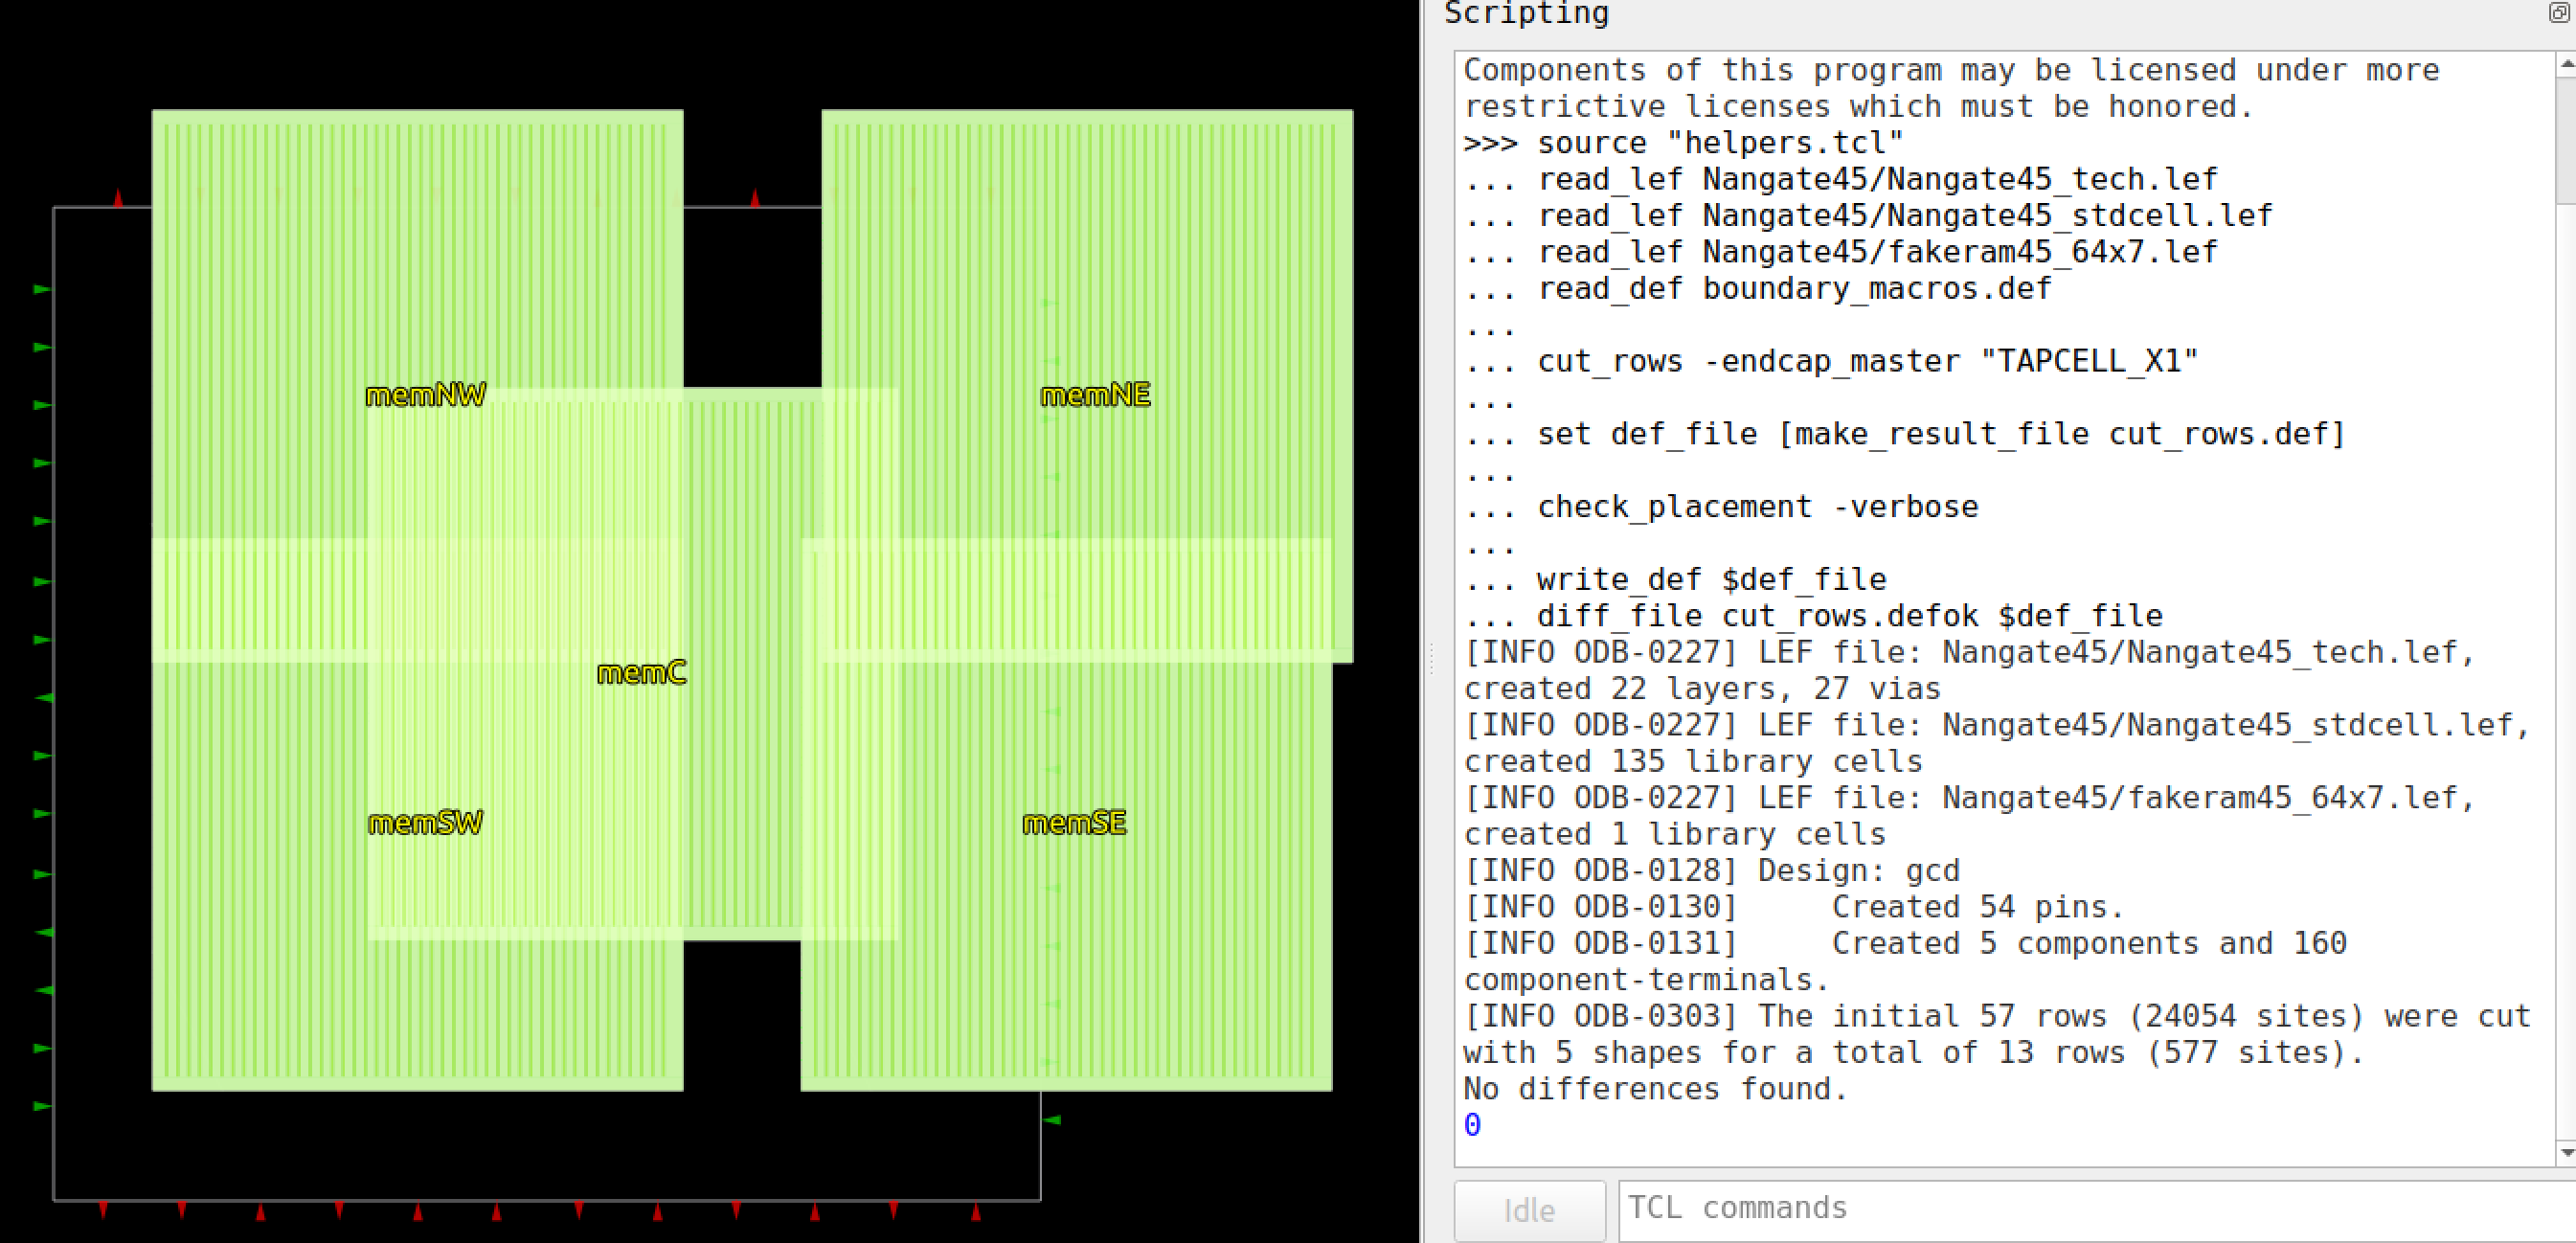 memNW
memNE
memC
memSW
memSE
Scripting
Components of this program may be licensed under more
restrictive licenses which must be honored.
>>> source "helpers.tcl"
... read_lef Nangate45/Nangate45_tech.lef
... read_lef Nangate45/Nangate45_stdcell.lef
... read_lef Nangate45/fakeram45_64x7.lef
... read_def boundary_macros.def
...
... cut_rows -endcap_master "TAPCELL_X1"
...
... set def_file [make_result_file cut_rows.def]
...
... check_placement -verbose
...
... write_def $def_file
... diff_file cut_rows.defok $def_file
[INFO ODB-0227] LEF file: Nangate45/Nangate45_tech.lef,
created 22 layers, 27 vias
[INFO ODB-0227] LEF file: Nangate45/Nangate45_stdcell.lef,
created 135 library cells
[INFO ODB-0227] LEF file: Nangate45/fakeram45_64x7.lef,
created 1 library cells
[INFO ODB-0128] Design: gcd
[INFO ODB-0130]     Created 54 pins.
[INFO ODB-0131]     Created 5 components and 160
component-terminals.
[INFO ODB-0303] The initial 57 rows (24054 sites) were cut
with 5 shapes for a total of 13 rows (577 sites).
No differences found.
0
Idle
TCL commands